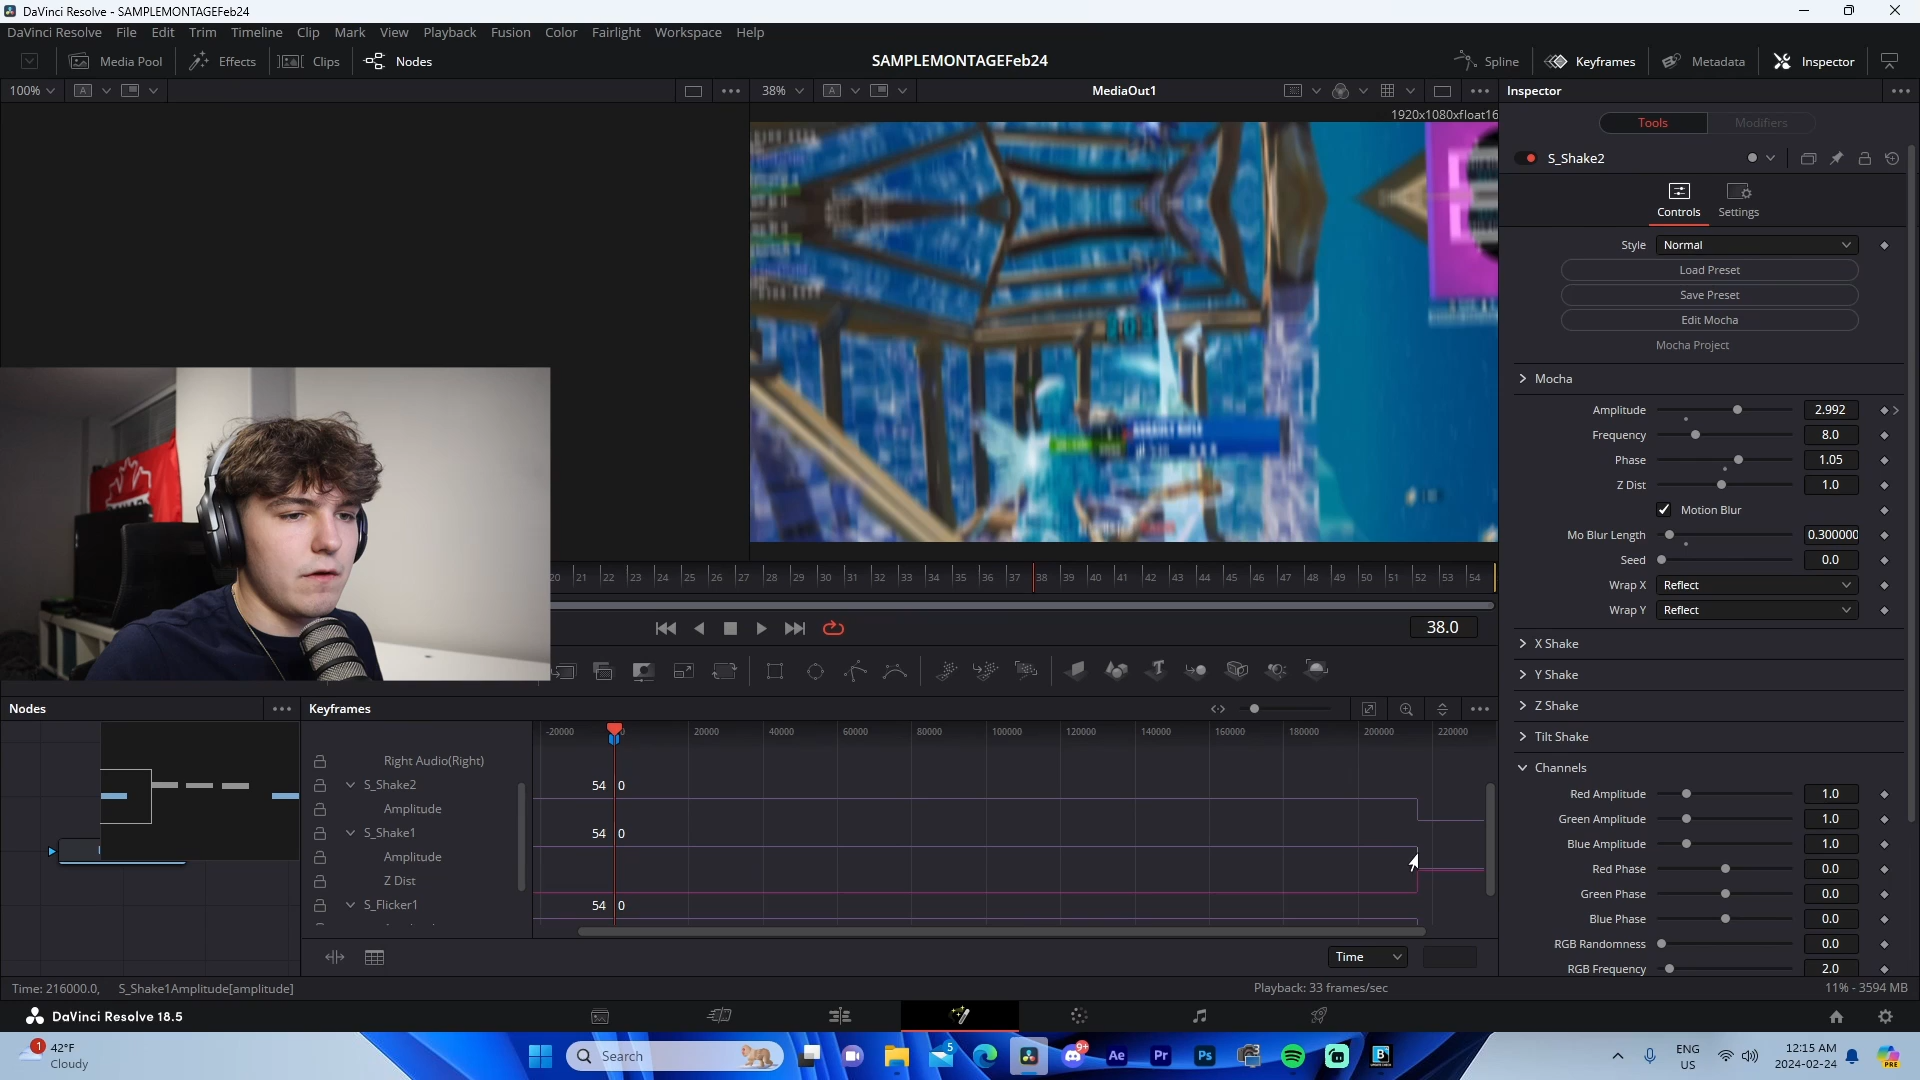 DaVinci Resolve - SAMPLEMONTAGEFeb24
DaVinci Resolve File Edit Trim Timeline Clip Mark View Playback Fusion Color Fairlight Workspace Help
Media Pool Effects Clips Nodes SAMPLEMONTAGEFeb24 Spline Keyframes Metadata Inspector
100% A 38% A MediaOut1 Inspector
1920x1080xfloat16
Tools Modifiers
S_Shake2
Controls Settings
Style Normal
Load Preset
Save Preset
Edit Mocha
Mocha Project
Mocha
Amplitude 2.992
Frequency 8.0
Phase 1.05
Z Dist 1.0
Motion Blur
Mo Blur Length 0.300000
Seed 0.0
Wrap X Reflect
Wrap Y Reflect
X Shake
Y Shake
Z Shake
Tilt Shake
Channels
Red Amplitude 1.0
Green Amplitude 1.0
Blue Amplitude 1.0
Red Phase 0.0
Green Phase 0.0
Blue Phase 0.0
RGB Randomness 0.0
RGB Frequency 2.0
20 21 22 23 24 25 26 27 28 29 30 31 32 33 34 35 36 37 38 39 40 41 42 43 44 45 46 47 48 49 50 51 52 53 54
38.0
Nodes Keyframes
-20000 0 20000 40000 60000 80000 100000 120000 140000 160000 180000 200000 220000
Right Audio(Right)
S_Shake2 54 0
Amplitude
S_Shake1 54 0
Amplitude
Z Dist
S_Flicker1 54 0
Time
Time: 216000.0, S_Shake1Amplitude[amplitude] Playback: 33 frames/sec 11% - 3594 MB
DaVinci Resolve 18.5
1 42°F
Cloudy
Search
5
9+
Ae Pr Ps
ENG
US
12:15 AM
2024-02-24
PRE